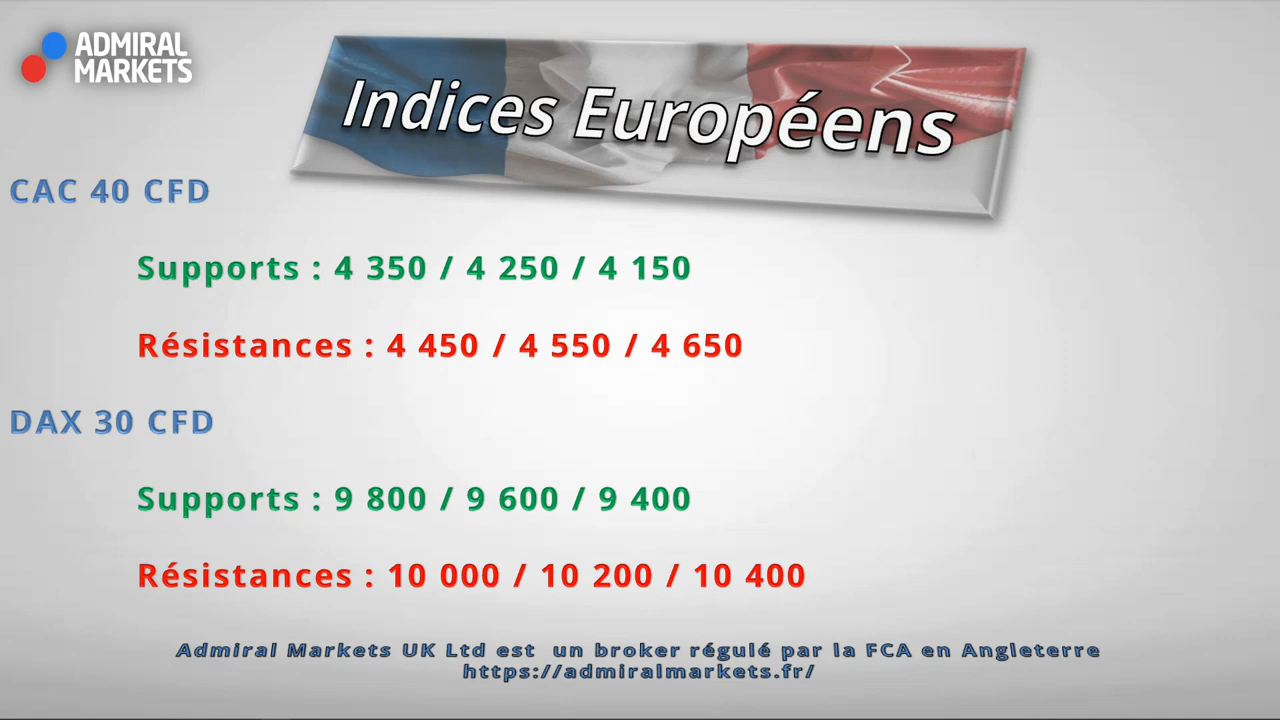 ADMIRAL
MARKETS
Indices Européens
CAC 40 CFD
Supports : 4 350 / 4 250 / 4 150
Résistances : 4 450 / 4 550 / 4 650
DAX 30 CFD
Supports : 9 800 / 9 600 / 9 400
Résistances : 10 000 / 10 200 / 10 400
Admiral Markets UK Ltd est un broker régulé par la FCA en Angleterre
https://admiralmarkets.fr/